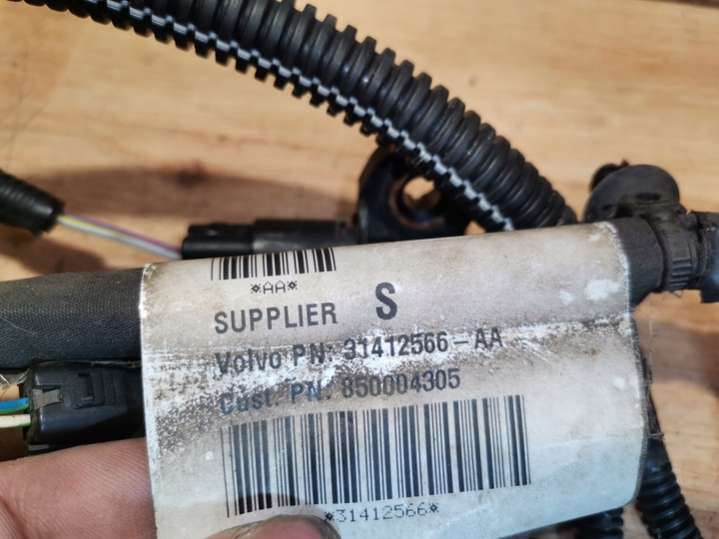 *AA*
SUPPLIER S
Volvo PN: 31412566-AA
Cust. PN: 850004305
*31412566*